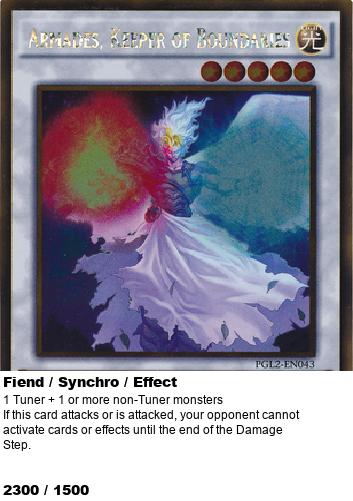 Armades, Keeper of Boundaries
光
PGL2-EN043
Fiend / Synchro / Effect
1 Tuner + 1 or more non-Tuner monsters
If this card attacks or is attacked, your opponent cannot
activate cards or effects until the end of the Damage
Step.
2300 / 1500